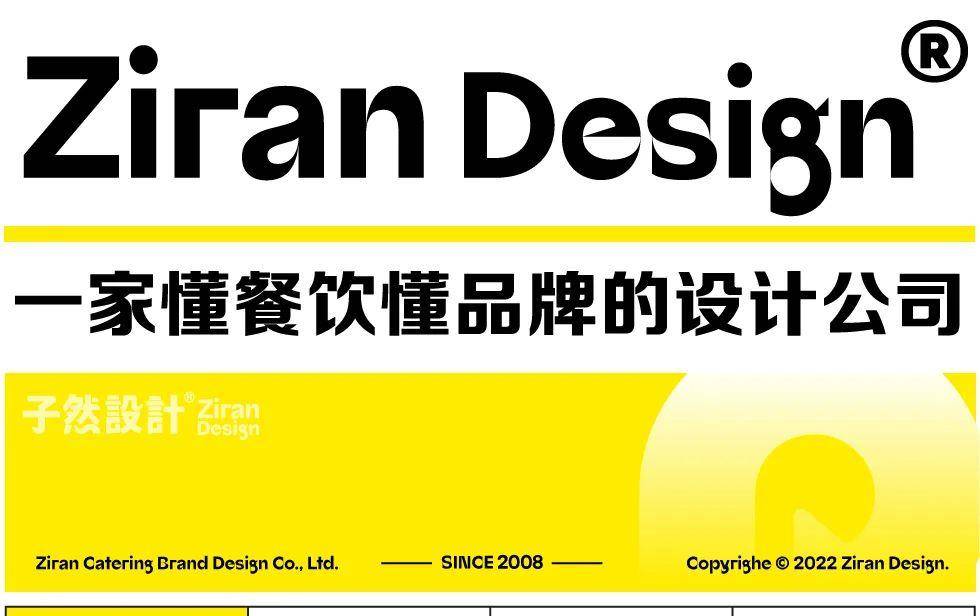 Ziran Design®
一家懂餐饮懂品牌的设计公司
子然設計® Ziran
Design
Ziran Catering Brand Design Co., Ltd. SINCE 2008 Copyrighe © 2022 Ziran Design.